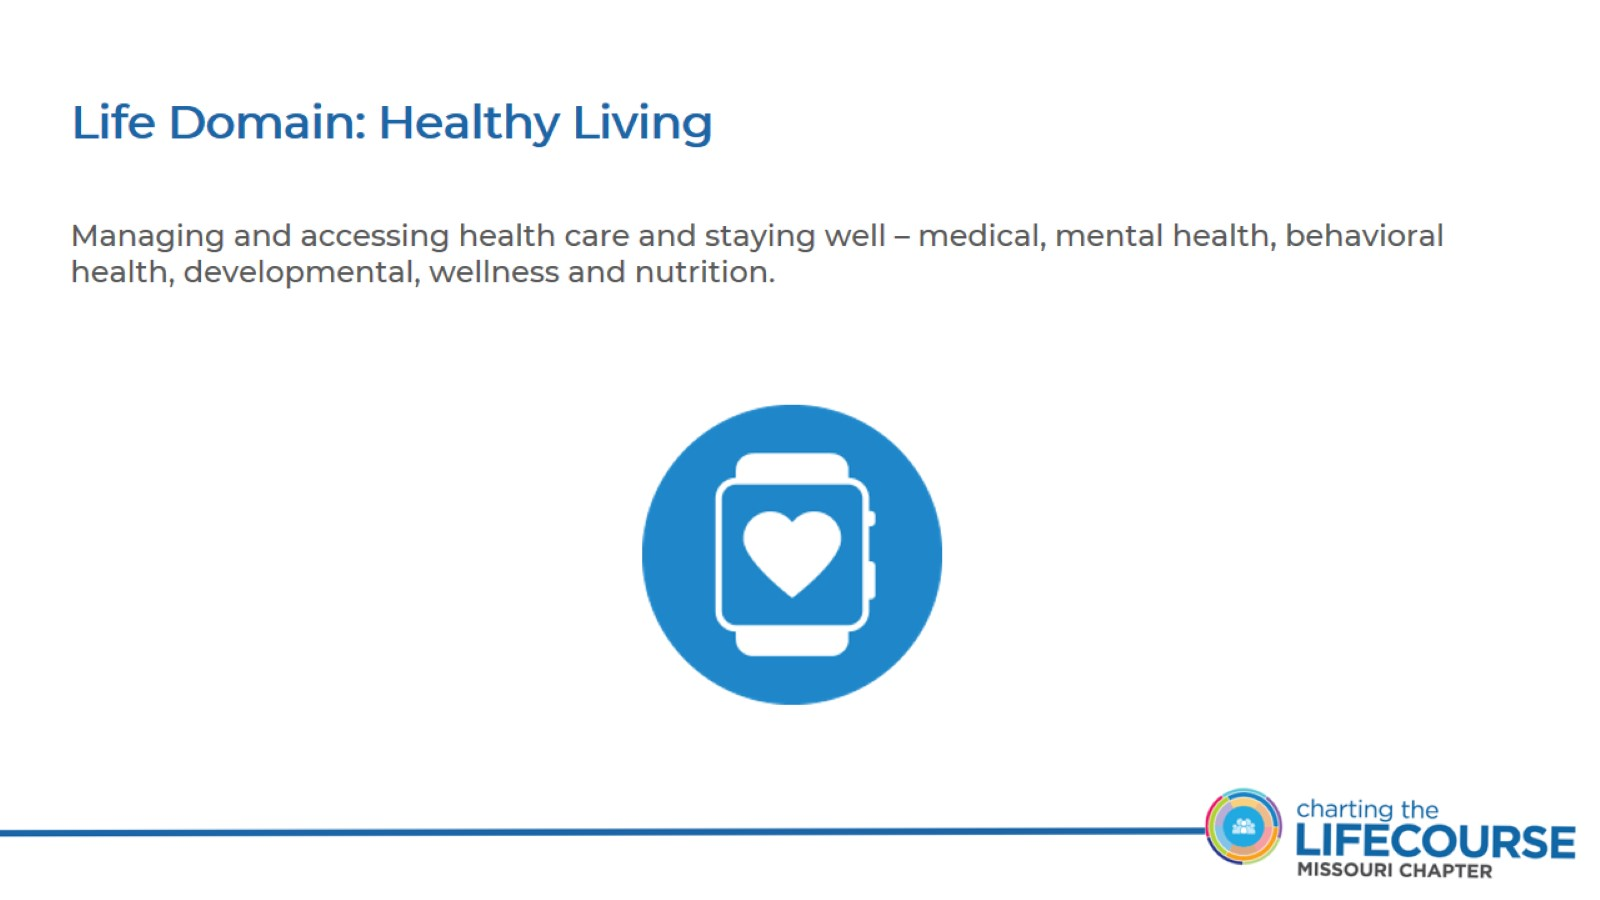 Life Domain: Healthy Living
Managing and accessing health care and staying well – medical, mental health, behavioral
health, developmental, wellness and nutrition.
charting the
LIFECOURSE
MISSOURI CHAPTER